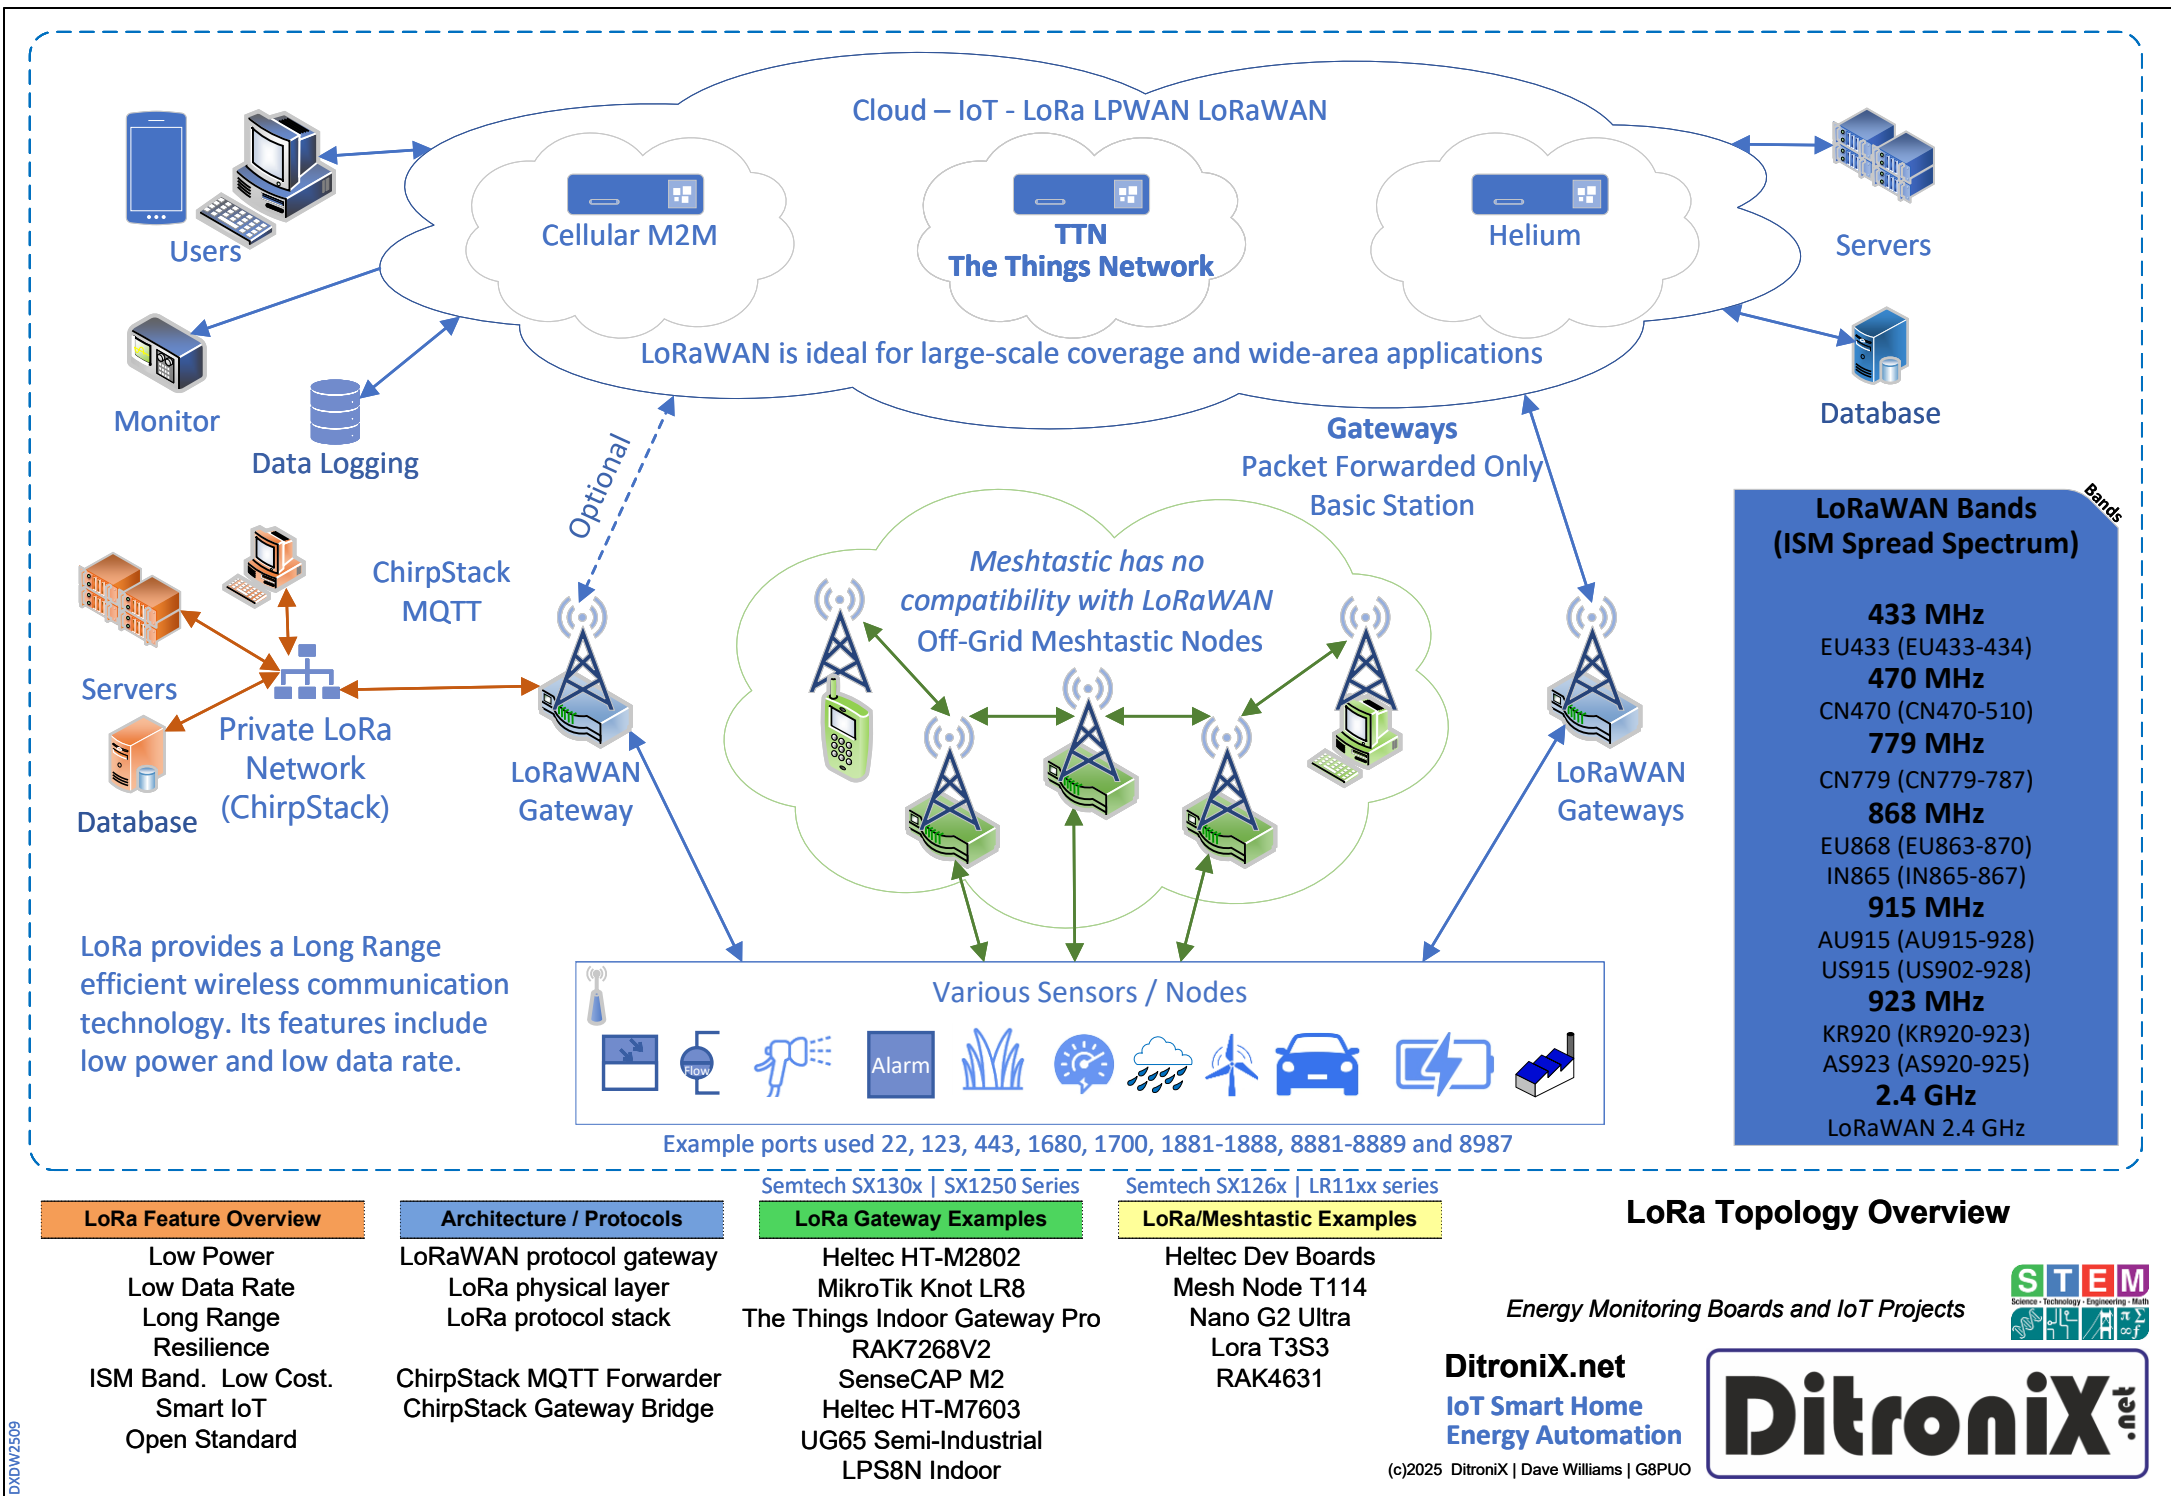 Cloud – IoT - LoRa LPWAN LoRaWAN
Users
Cellular M2M
TTN
The Things Network
Helium
Servers
LoRaWAN is ideal for large-scale coverage and wide-area applications
Monitor
Data Logging
Database
Optional
Gateways
Packet Forwarded Only
Basic Station
ChirpStack
MQTT
Servers
Database
Private LoRa
Network
(ChirpStack)
LoRaWAN
Gateway
Meshtastic has no
compatibility with LoRaWAN
Off-Grid Meshtastic Nodes
LoRaWAN
Gateways
Bands
LoRaWAN Bands
(ISM Spread Spectrum)
433 MHz
EU433 (EU433-434)
470 MHz
CN470 (CN470-510)
779 MHz
CN779 (CN779-787)
868 MHz
EU868 (EU863-870)
IN865 (IN865-867)
915 MHz
AU915 (AU915-928)
US915 (US902-928)
923 MHz
KR920 (KR920-923)
AS923 (AS920-925)
2.4 GHz
LoRaWAN 2.4 GHz
LoRa provides a Long Range
efficient wireless communication
technology. Its features include
low power and low data rate.
Various Sensors / Nodes
Flow
Alarm
Example ports used 22, 123, 443, 1680, 1700, 1881-1888, 8881-8889 and 8987
LoRa Feature Overview
Low Power
Low Data Rate
Long Range
Resilience
ISM Band.  Low Cost.
Smart IoT
Open Standard
Architecture / Protocols
LoRaWAN protocol gateway
LoRa physical layer
LoRa protocol stack
ChirpStack MQTT Forwarder
ChirpStack Gateway Bridge
Semtech SX130x | SX1250 Series
LoRa Gateway Examples
Heltec HT-M2802
MikroTik Knot LR8
The Things Indoor Gateway Pro
RAK7268V2
SenseCAP M2
Heltec HT-M7603
UG65 Semi-Industrial
LPS8N Indoor
Semtech SX126x | LR11xx series
LoRa/Meshtastic Examples
Heltec Dev Boards
Mesh Node T114
Nano G2 Ultra
Lora T3S3
RAK4631
LoRa Topology Overview
Energy Monitoring Boards and IoT Projects
STEM
Science - Technology - Engineering - Math
DitroniX.net
IoT Smart Home
Energy Automation
(c)2025  DitroniX | Dave Williams | G8PUO
DitroniX.net
DXDW2509